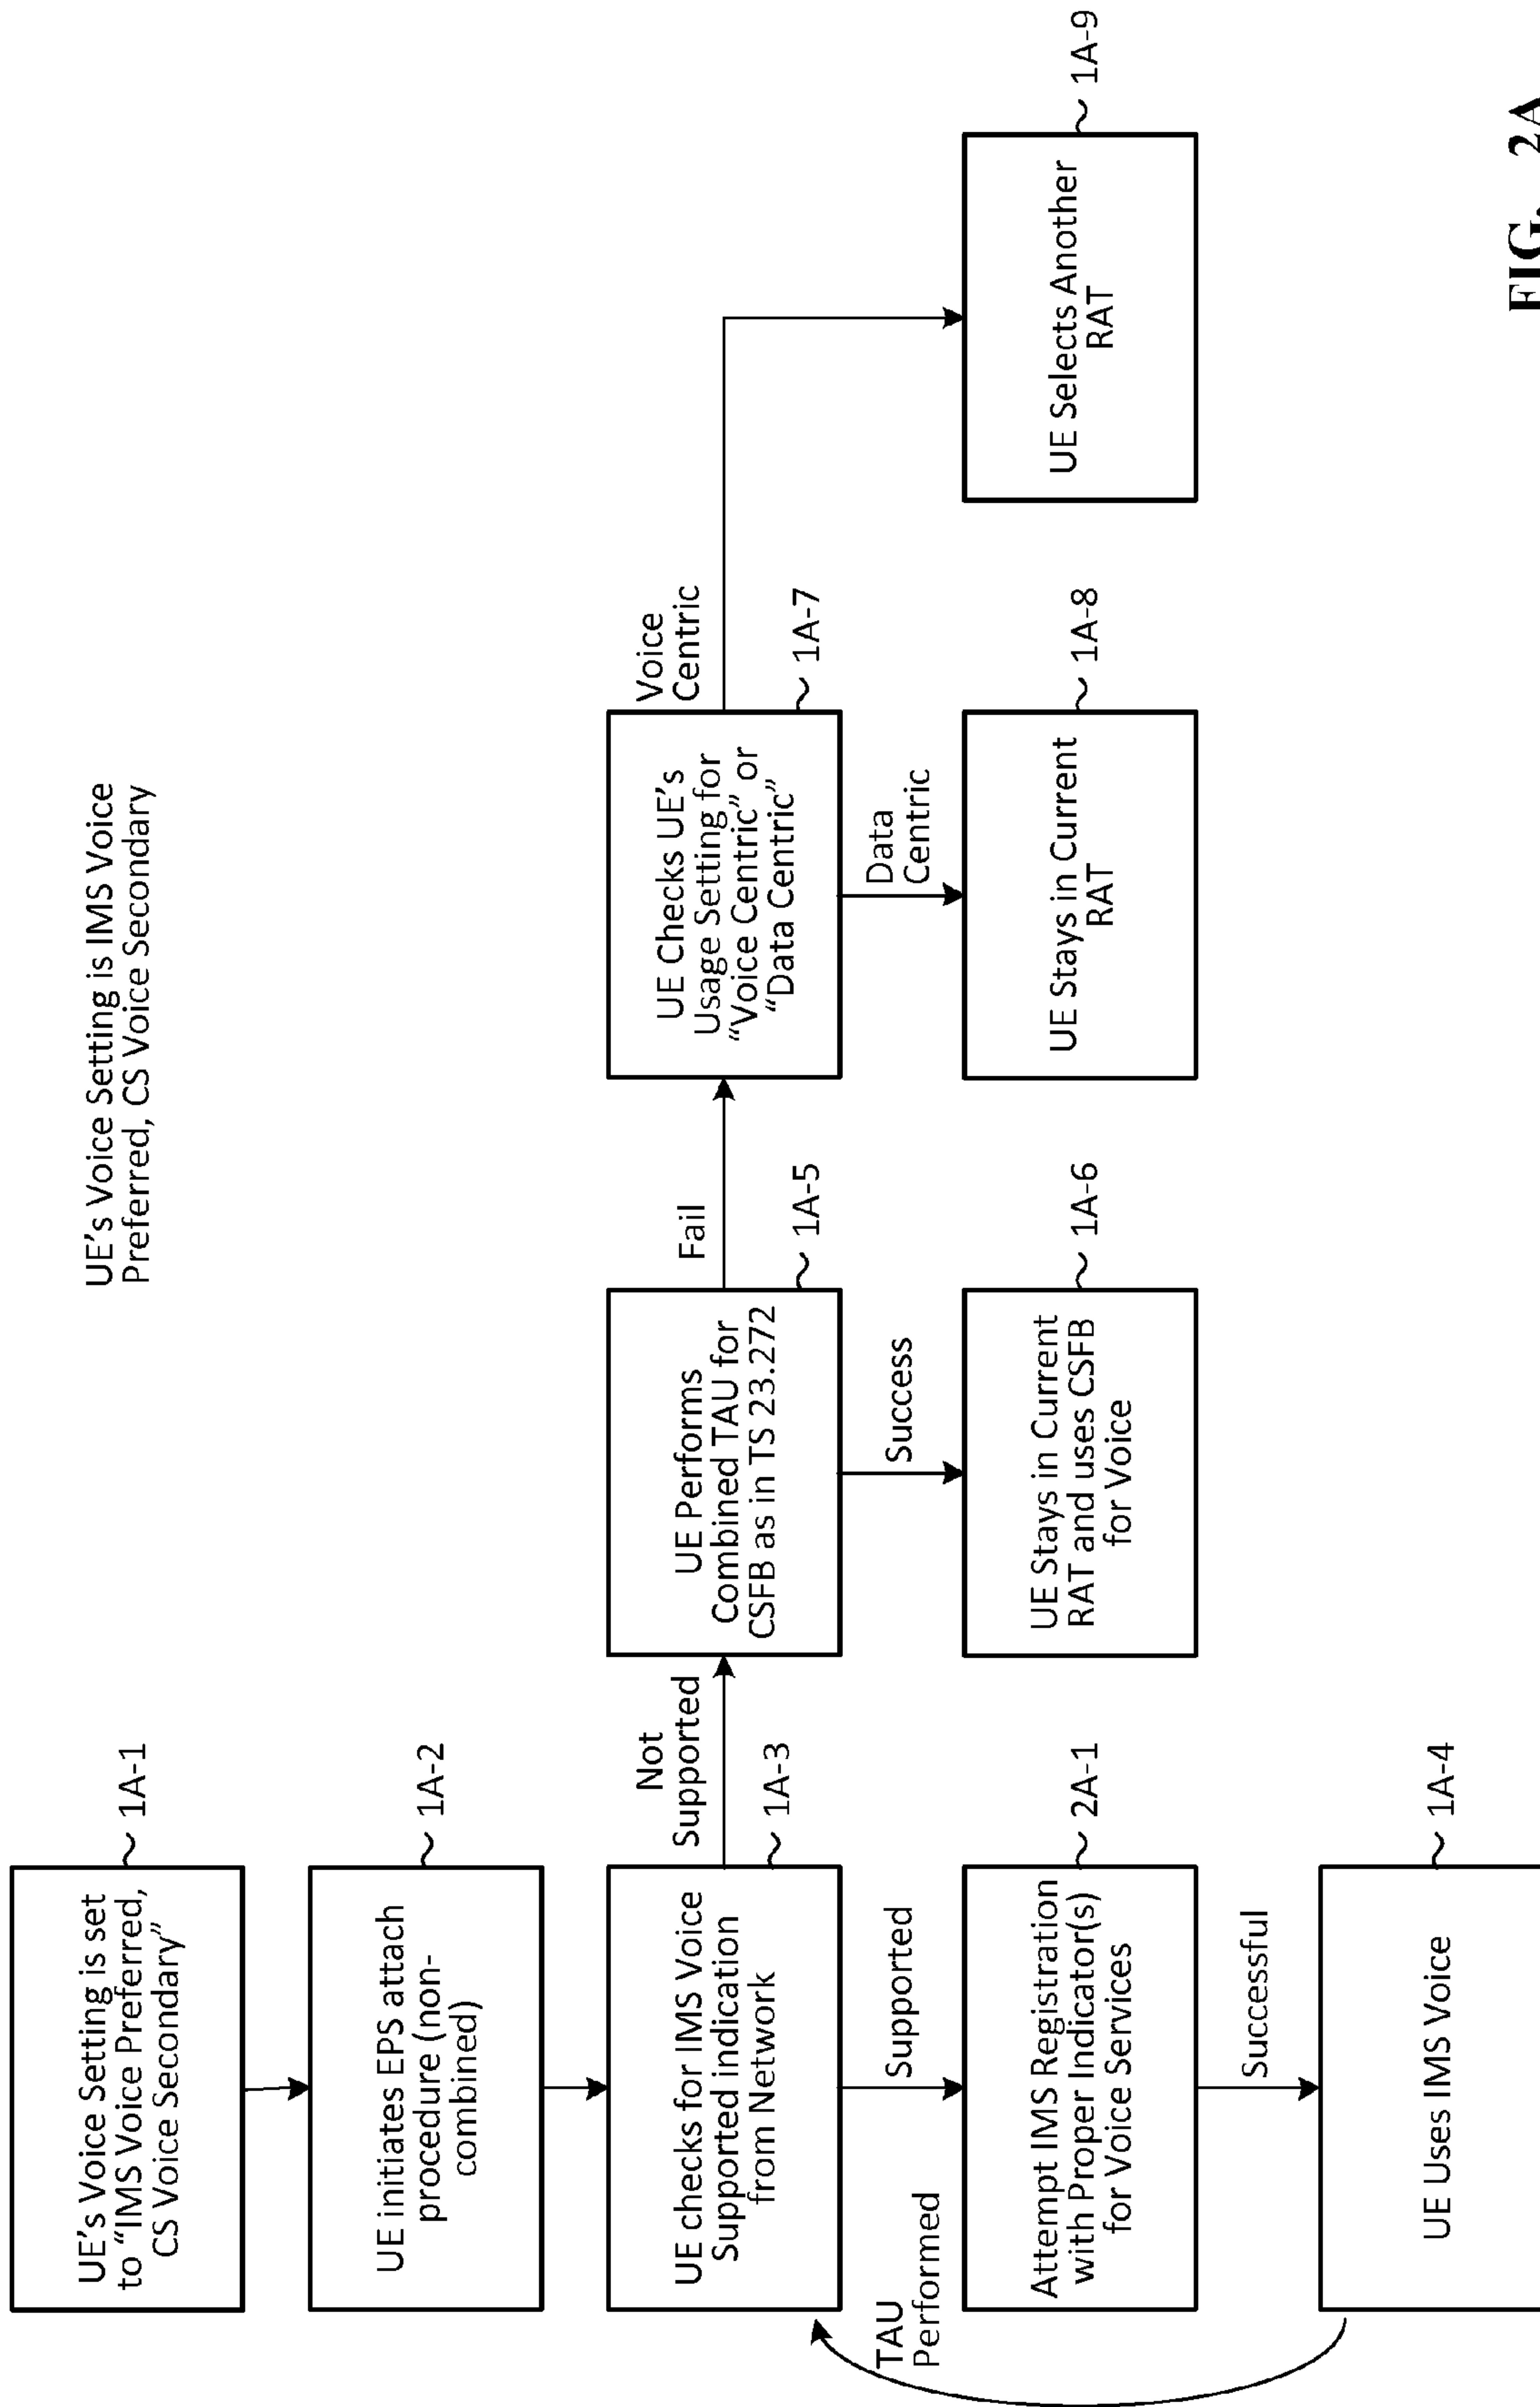 UE's Voice Setting is IMS Voice
Preferred, CS Voice Secondary
UE's Voice Setting is set
to "IMS Voice Preferred,
CS Voice Secondary"
1A-1
UE initiates EPS attach
procedure (non-
combined)
1A-2
UE checks for IMS Voice
Supported indication
from Network
1A-3
Not
Supported
UE Performs
Combined TAU for
CSFB as in TS 23.272
1A-5
Fail
UE Checks UE's
Usage Setting for
"Voice Centric" or
"Data Centric"
1A-7
Voice
Centric
TAU
Performed
Supported
Success
Data
Centric
Attempt IMS Registration
with Proper Indicator(s)
for Voice Services
2A-1
UE Stays in Current
RAT and uses CSFB
for Voice
1A-6
UE Stays in Current
RAT
1A-8
UE Selects Another
RAT
1A-9
Successful
UE Uses IMS Voice
1A-4
FIG. 2A